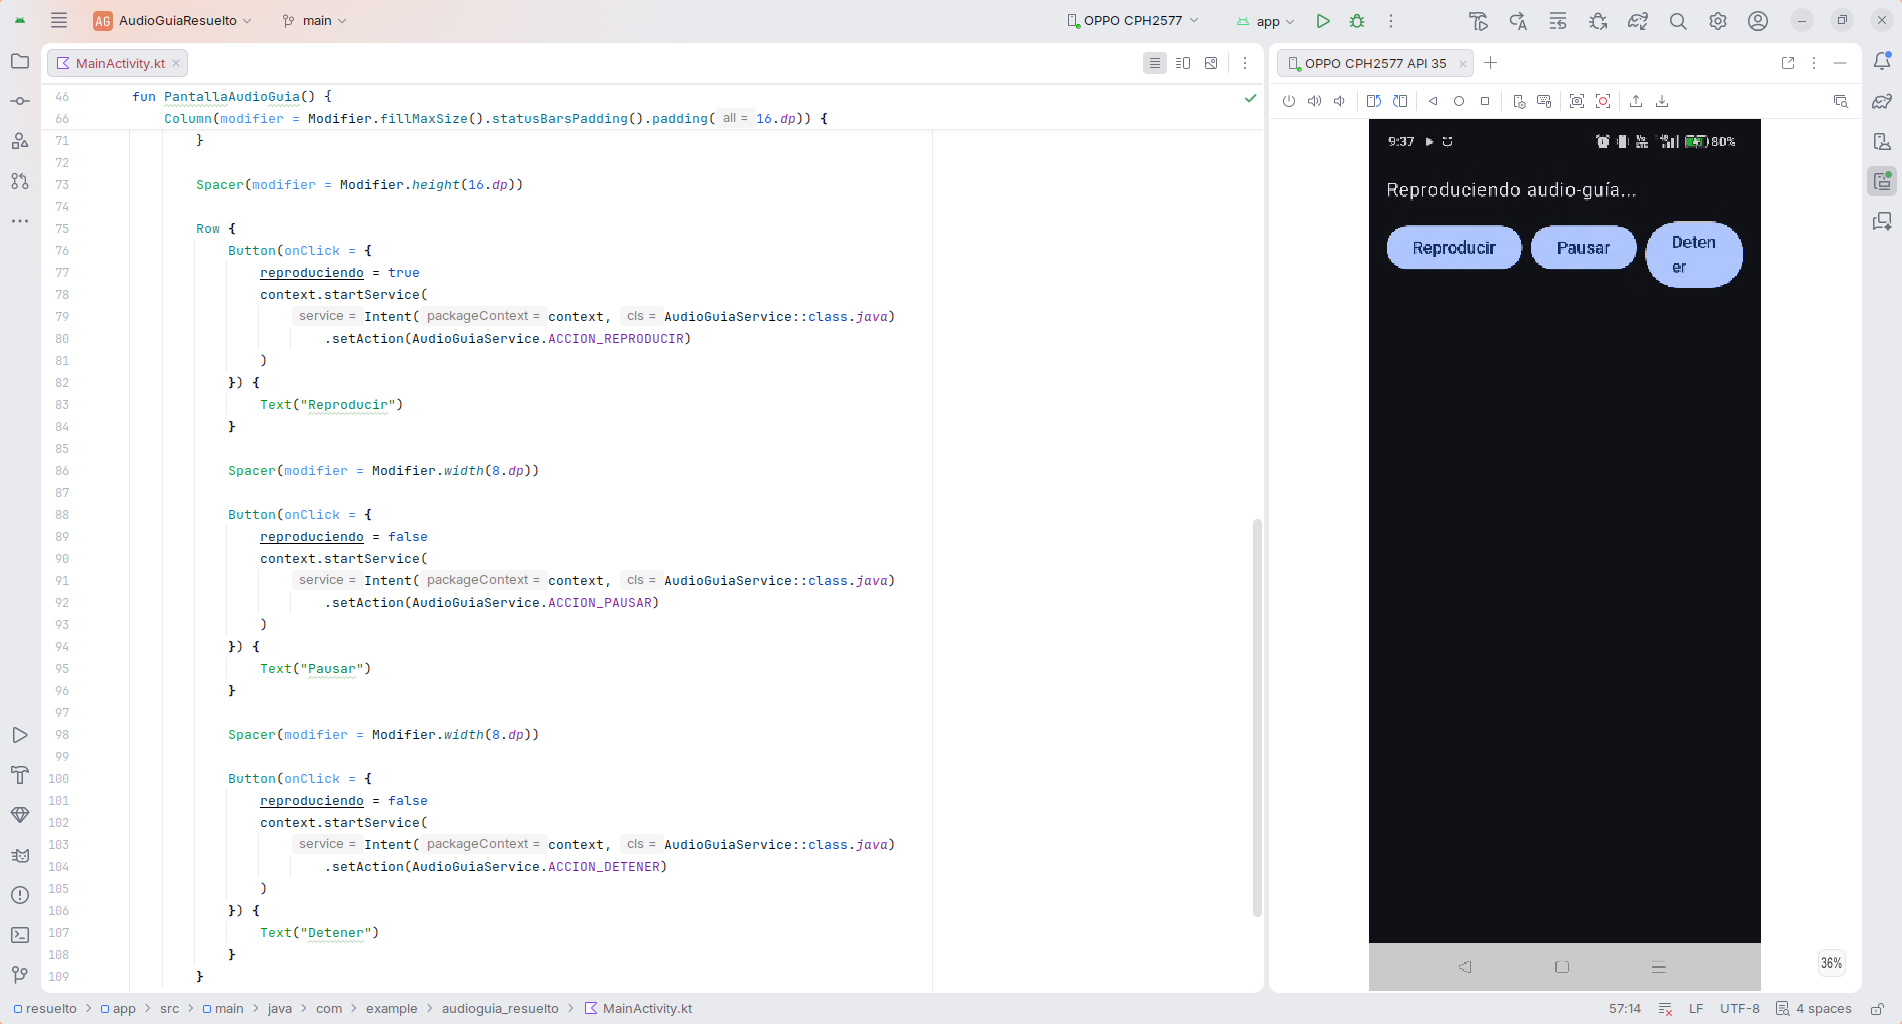 AG AudioGuiaResuelto main OPPO CPH2577 app
MainActivity.kt
OPPO CPH2577 API 35
46 fun PantallaAudioGuia() {
66 Column(modifier = Modifier.fillMaxSize().statusBarsPadding().padding( all = 16.dp)) {
71 }
72
73 Spacer(modifier = Modifier.height(16.dp))
74
75 Row {
76 Button(onClick = {
77 reproduciendo = true
78 context.startService(
79 service = Intent( packageContext = context, cls = AudioGuiaService::class.java)
80 .setAction(AudioGuiaService.ACCION_REPRODUCIR)
81 )
82 }) {
83 Text("Reproducir")
84 }
85
86 Spacer(modifier = Modifier.width(8.dp))
87
88 Button(onClick = {
89 reproduciendo = false
90 context.startService(
91 service = Intent( packageContext = context, cls = AudioGuiaService::class.java)
92 .setAction(AudioGuiaService.ACCION_PAUSAR)
93 )
94 }) {
95 Text("Pausar")
96 }
97
98 Spacer(modifier = Modifier.width(8.dp))
99
100 Button(onClick = {
101 reproduciendo = false
102 context.startService(
103 service = Intent( packageContext = context, cls = AudioGuiaService::class.java)
104 .setAction(AudioGuiaService.ACCION_DETENER)
105 )
106 }) {
107 Text("Detener")
108 }
109 }
9:37 80%
Reproduciendo audio-guía...
Reproducir Pausar Deten
er
36%
resuelto > app > src > main > java > com > example > audioguia_resuelto > MainActivity.kt
57:14 LF UTF-8 4 spaces